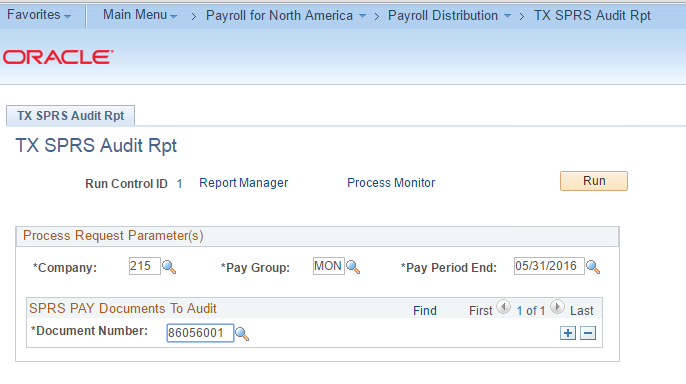 Favorites Main Menu > Payroll for North America > Payroll Distribution > TX SPRS Audit Rpt
ORACLE®
TX SPRS Audit Rpt
TX SPRS Audit Rpt
Run Control ID 1 Report Manager Process Monitor Run
Process Request Parameter(s)
*Company: 215 *Pay Group: MON *Pay Period End: 05/31/2016
SPRS PAY Documents To Audit Find First 1 of 1 Last
*Document Number: 86056001